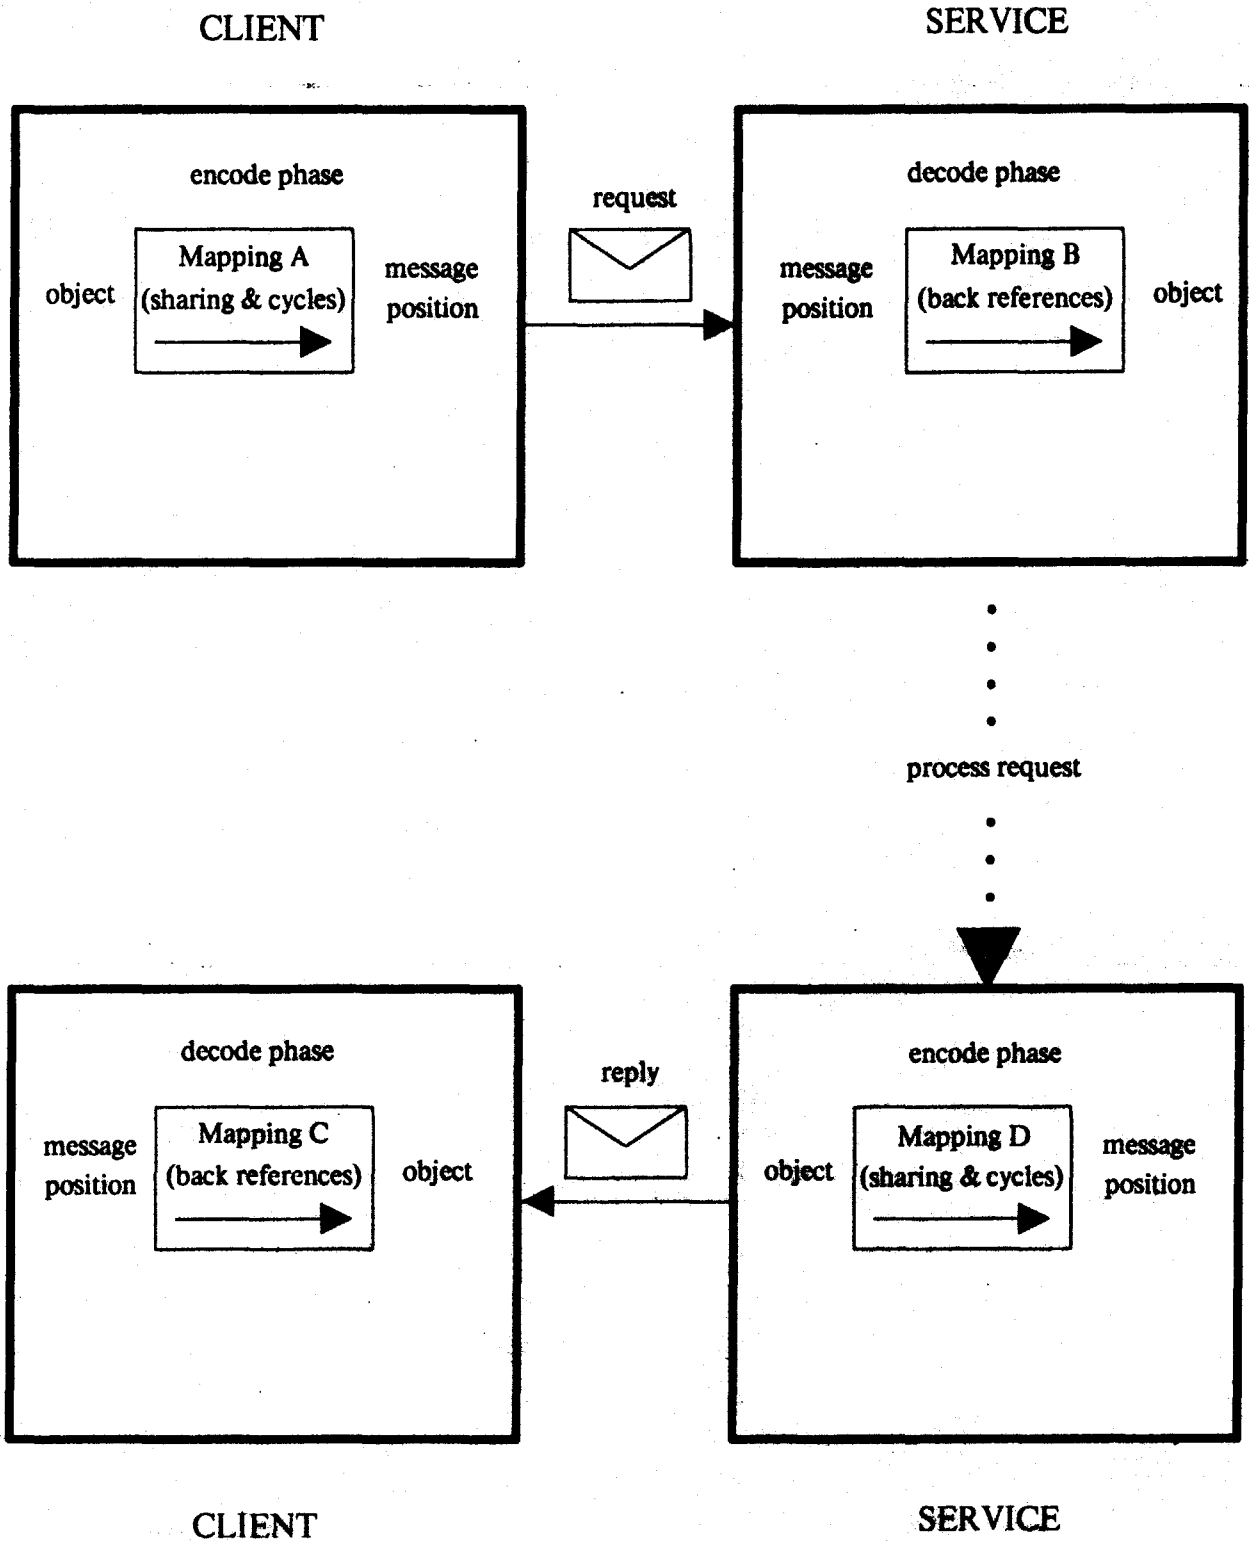 CLIENT
SERVICE
encode phase
Mapping A
(sharing & cycles)
object
message
position
request
decode phase
message
position
Mapping B
(back references)
object
process request
decode phase
message
position
Mapping C
(back references)
object
reply
encode phase
object
Mapping D
(sharing & cycles)
message
position
CLIENT
SERVICE